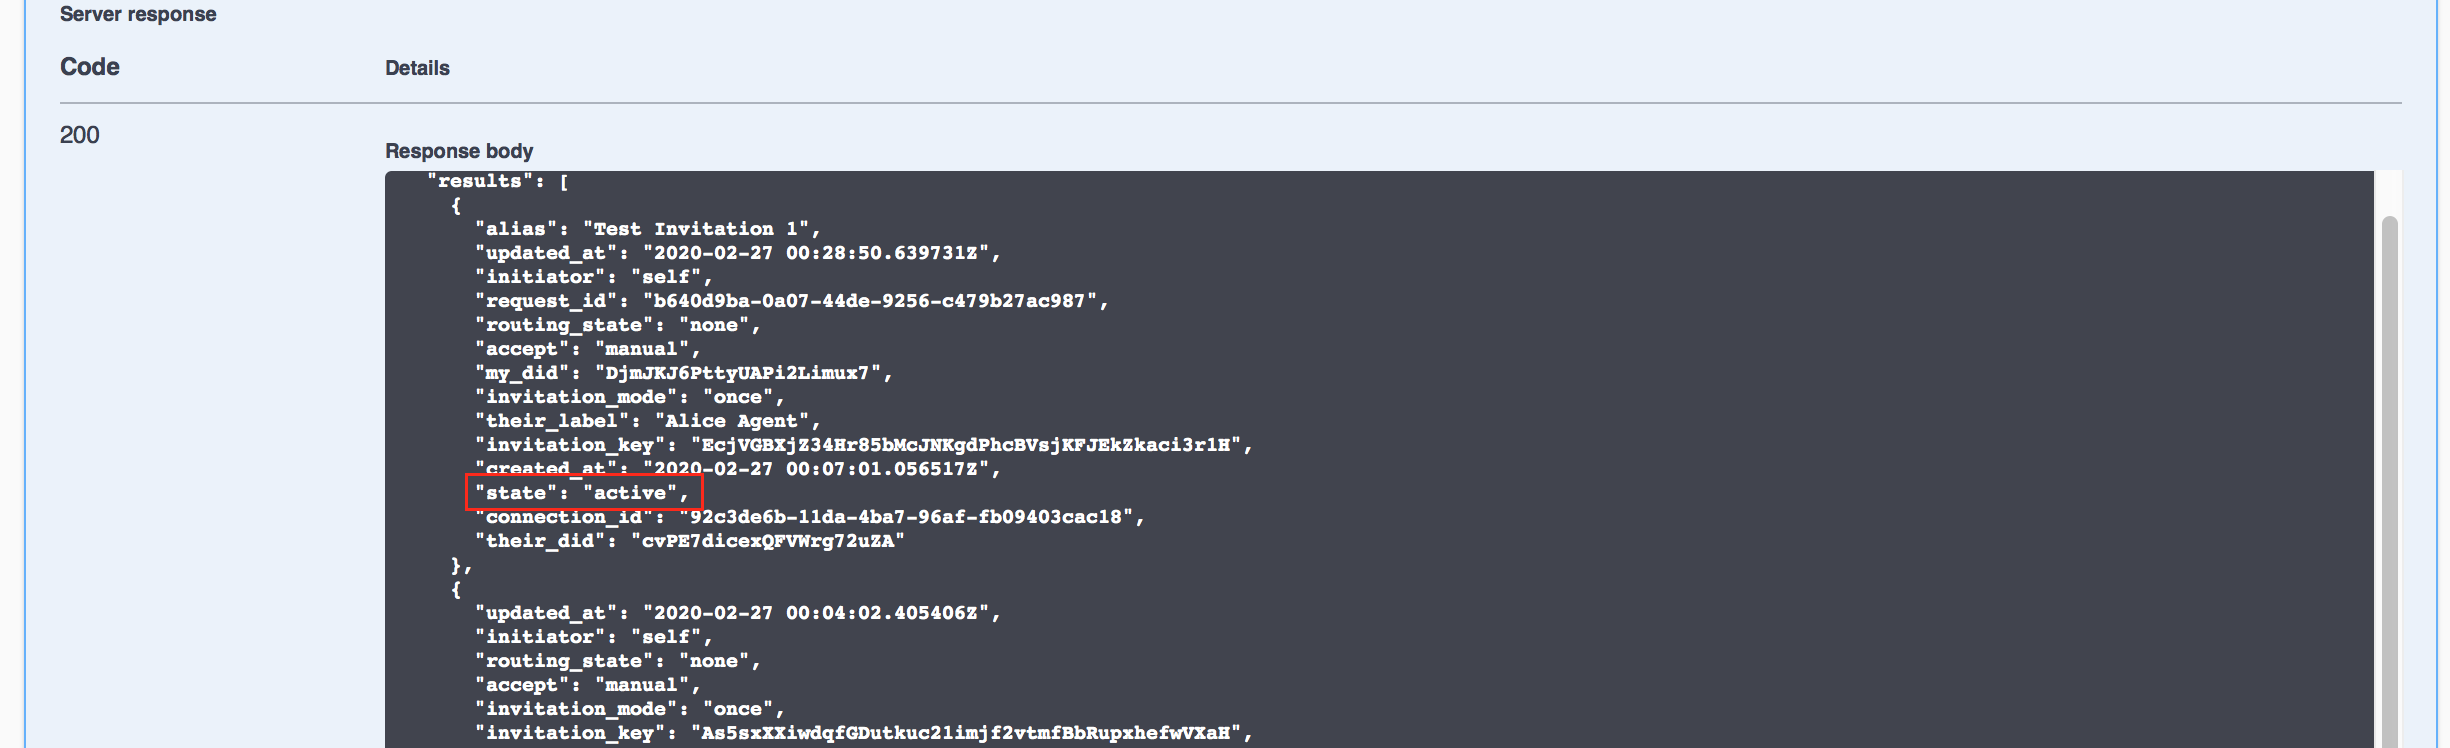 Server response
Code Details
200
Response body
"results": [
{
"alias": "Test Invitation 1",
"updated_at": "2020-02-27 00:28:50.639731Z",
"initiator": "self",
"request_id": "b640d9ba-0a07-44de-9256-c479b27ac987",
"routing_state": "none",
"accept": "manual",
"my_did": "DjmJKJ6PttyUAPi2Limux7",
"invitation_mode": "once",
"their_label": "Alice Agent",
"invitation_key": "EcjVGBXjZ34Hr85bMcJNKgdPhcBVsjKFJEkZkaci3r1H",
"created_at": "2020-02-27 00:07:01.056517Z",
"state": "active",
"connection_id": "92c3de6b-11da-4ba7-96af-fb09403cac18",
"their_did": "cvPE7dicexQFVWrg72uZA"
},
{
"updated_at": "2020-02-27 00:04:02.405406Z",
"initiator": "self",
"routing_state": "none",
"accept": "manual",
"invitation_mode": "once",
"invitation_key": "As5sxXXiwdqfGDutkuc21imjf2vtmfBbRupxhefwVXaH",